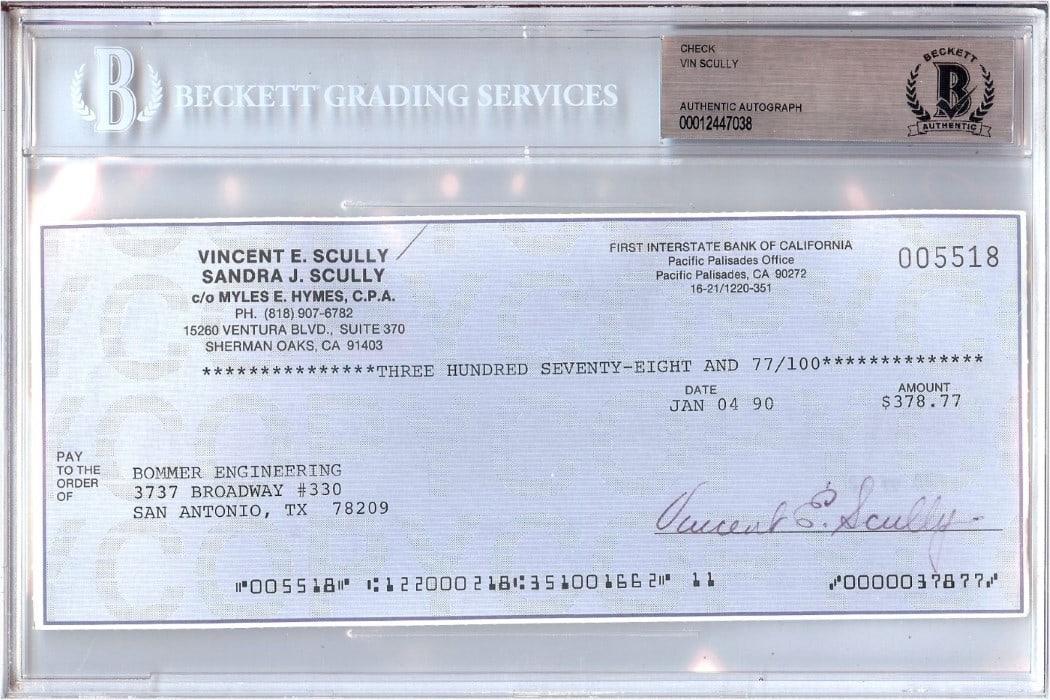 BECKETT GRADING SERVICES
B
CHECK
VIN SCULLY
AUTHENTIC AUTOGRAPH
00012447038
BECKETT
B
AUTHENTIC
VINCENT E. SCULLY
SANDRA J. SCULLY
c/o MYLES E. HYMES, C.P.A.
PH. (818) 907-6782
15260 VENTURA BLVD., SUITE 370
SHERMAN OAKS, CA 91403
FIRST INTERSTATE BANK OF CALIFORNIA
Pacific Palisades Office
Pacific Palisades, CA 90272
16-21/1220-351
005518
***************THREE HUNDRED SEVENTY-EIGHT AND 77/100**************
DATE
JAN 04 90
AMOUNT
$378.77
PAY
TO THE
ORDER
OF
BOMMER ENGINEERING
3737 BROADWAY #330
SAN ANTONIO, TX 78209
Vincent E. Scully
⑈005518⑈ ⑆122000218⑆351001662⑈ 11 ⑇0000037877⑇